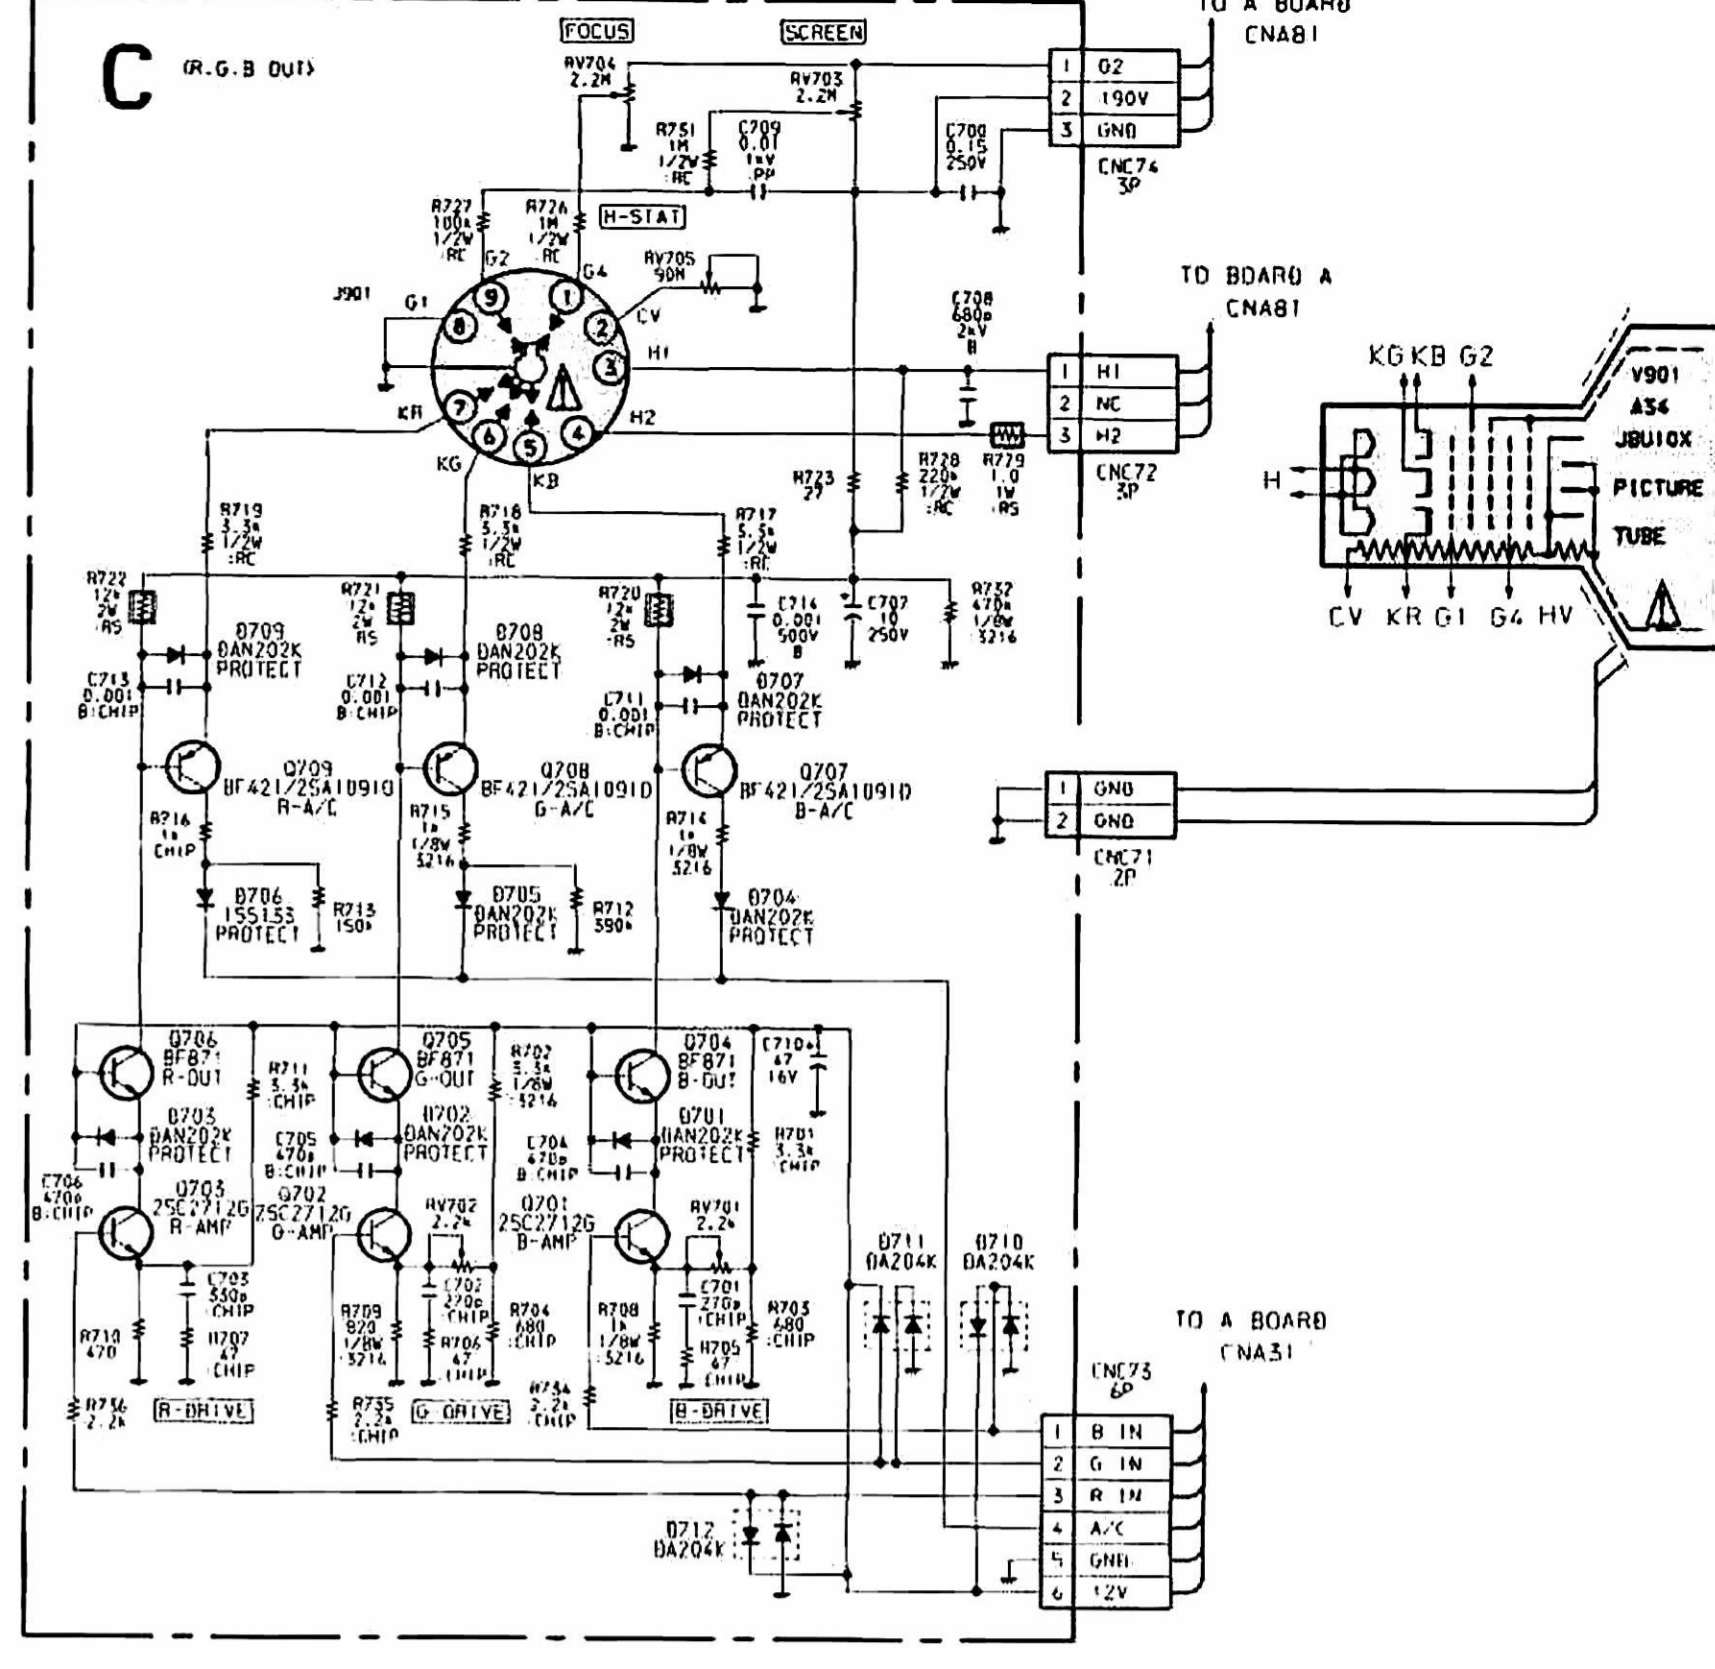 TO A BOARD
CNA81
C
(R.G.B OUT)
FOCUS
SCREEN
RV704
2.2M
RV703
2.2M
1 G2
2 190V
3 GND
CNC74
3P
R731
1M
1/2W
:RC
C709
0.01
1kV
:PP
C700
0.15
250V
R727
100k
1/2W
:RC
R726
1M
1/2W
:RC
H-STAT
RV705
90M
J901
G1
G2
G4
CV
H1
H2
KR
KG
KB
9
1
8
2
3
7
6
5
4
C708
680p
2kV
B
TO BOARD A
CNA81
1 H1
2 NC
3 H2
CNC72
3P
R723
27
R728
220k
1/2W
:RC
R729
1.0
1W
:RS
KG KB G2
V901
A34
JBU10X
PICTURE
TUBE
H
CV KR G1 G4 HV
R719
3.3k
1/2W
:RC
R718
3.3k
1/2W
:RC
R717
3.3k
1/2W
:RC
R722
12k
2W
:RS
R721
12k
2W
:RS
R720
12k
2W
:RS
C714
0.001
500V
B
C707
10
250V
R732
470k
1/8W
:3216
D709
DAN202K
PROTECT
D708
DAN202K
PROTECT
D707
DAN202K
PROTECT
C713
0.001
B:CHIP
C712
0.001
B:CHIP
C711
0.001
B:CHIP
Q709
BF421/2SA1091O
R-A/C
Q708
BF421/2SA1091O
G-A/C
Q707
BF421/2SA1091O
B-A/C
1 GND
2 GND
CNC71
2P
R716
1k
CHIP
R715
1k
1/8W
3216
R714
1k
1/8W
3216
D706
1SS133
PROTECT
R713
150k
D705
DAN202K
PROTECT
R712
390k
D704
DAN202K
PROTECT
Q706
BF871
R-OUT
R711
3.3k
:CHIP
Q705
BF871
G-OUT
R702
3.3k
1/8W
:3216
Q704
BF871
B-OUT
C710
47
16V
D703
DAN202K
PROTECT
D702
DAN202K
PROTECT
D701
DAN202K
PROTECT
C706
470p
B:CHIP
C705
470p
B:CHIP
C704
470p
B:CHIP
R701
3.3k
:CHIP
Q703
2SC2712G
R-AMP
Q702
2SC2712G
G-AMP
RV702
2.2k
Q701
2SC2712G
B-AMP
RV701
2.2k
D711
DA204K
D710
DA204K
C703
330p
:CHIP
C702
270p
:CHIP
C701
270p
:CHIP
R710
470
R707
47
:CHIP
R709
820
1/8W
:3216
R706
47
:CHIP
R704
680
:CHIP
R708
1k
1/8W
:3216
R705
47
:CHIP
R703
680
:CHIP
R736
2.2k
R-DRIVE
R735
2.2k
:CHIP
G-DRIVE
R734
2.2k
:CHIP
B-DRIVE
TO A BOARD
CNA31
CNC73
6P
1 B IN
2 G IN
3 R IN
4 A/C
5 GND
6 12V
D712
DA204K